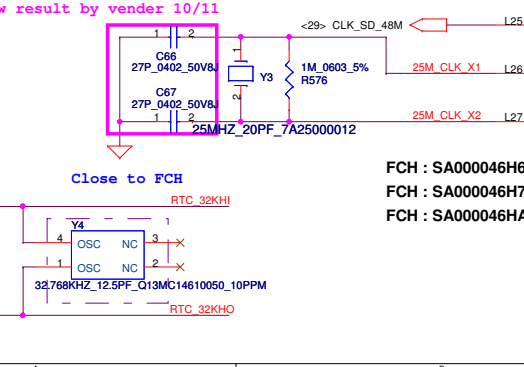 w result by vender 10/11
<29> CLK_SD_48M
L25
1 2
C66
27P_0402_50V8J
1
Y3
2
1M_0603_5%
R576
25M_CLK_X1
L26
C67
27P_0402_50V8J
1 2
25MHZ_20PF_7A25000012
25M_CLK_X2
L27
Close to FCH
FCH : SA000046H6
FCH : SA000046H7
FCH : SA000046HA
RTC_32KHI
Y4
4 OSC NC 3
1 OSC NC 2
32.768KHZ_12.5PF_Q13MC14610050_10PPM
RTC_32KHO